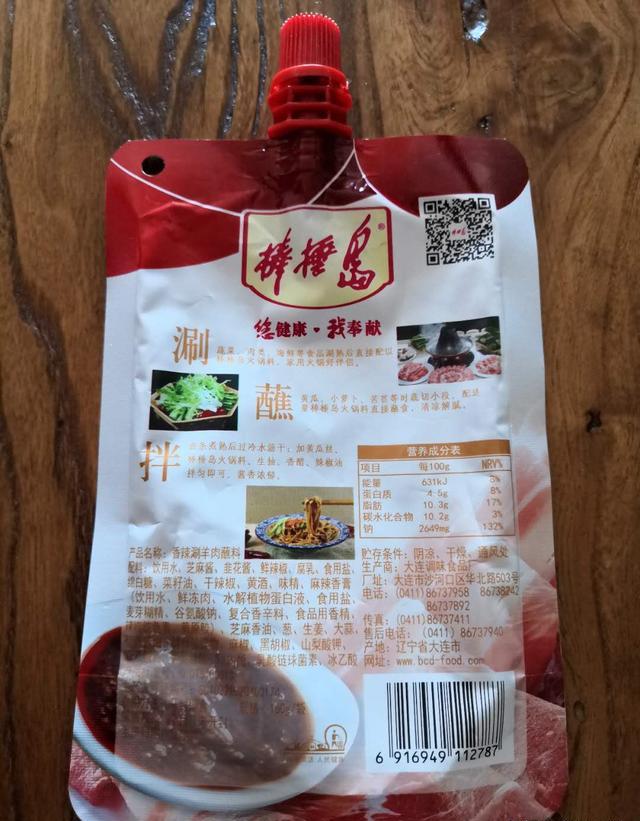 棒棰岛®
您健康·我奉献
涮
蔬菜、肉类、海鲜等食品涮熟后直接配以
棒棰岛火锅料，家用火锅好伴侣。
蘸
黄瓜、小萝卜、苦苣等时蔬切小段，配过
棒棰岛火锅料直接蘸食，清凉解腻。
拌
面条煮熟后过冷水沥干；加黄瓜丝、
棒棰岛火锅料、生抽、香醋、辣椒油
拌匀即可，酱香浓郁。
营养成分表
项目 每100g NRV%
能量 631kJ 8%
蛋白质 4.5g 8%
脂肪 10.3g 17%
碳水化合物 10.2g 3%
钠 2649mg 132%
产品名称：香辣涮羊肉蘸料
配料：饮用水、芝麻酱、韭花酱、鲜辣椒、腐乳、食用盐、
绵白糖、菜籽油、干辣椒、黄酒、味精、麻辣香膏
（饮用水、鲜冻肉、水解植物蛋白液、食用盐、
麦芽糊精、谷氨酸钠、复合香辛料、食品用香精、
芝麻香油、葱、生姜、大蒜、
花椒、黑胡椒、山梨酸钾、
乳酸链球菌素、冰乙酸
160g/袋
贮存条件：阴凉、干燥、通风处
生产商：大连味思食品厂
厂址：大连市沙河口区华北路503号
电话：（0411）86737958 86738242
86737892
传真：（0411）86737411
售后电话：（0411）86737940
产地：辽宁省大连市
网址：www.bcd-food.com
6 916949 112787